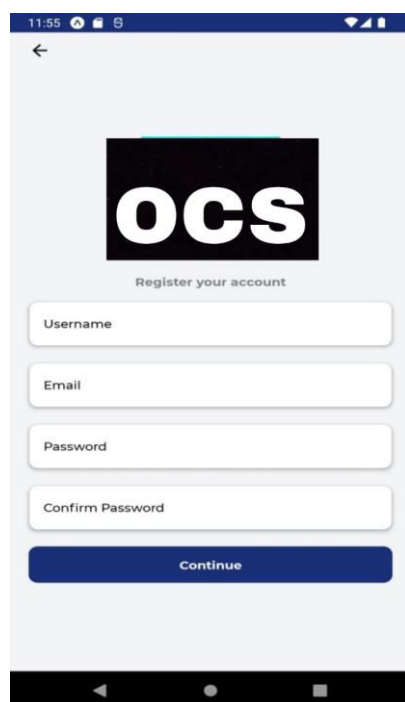 11:55
OCS
Register your account
Username
Email
Password
Confirm Password
Continue